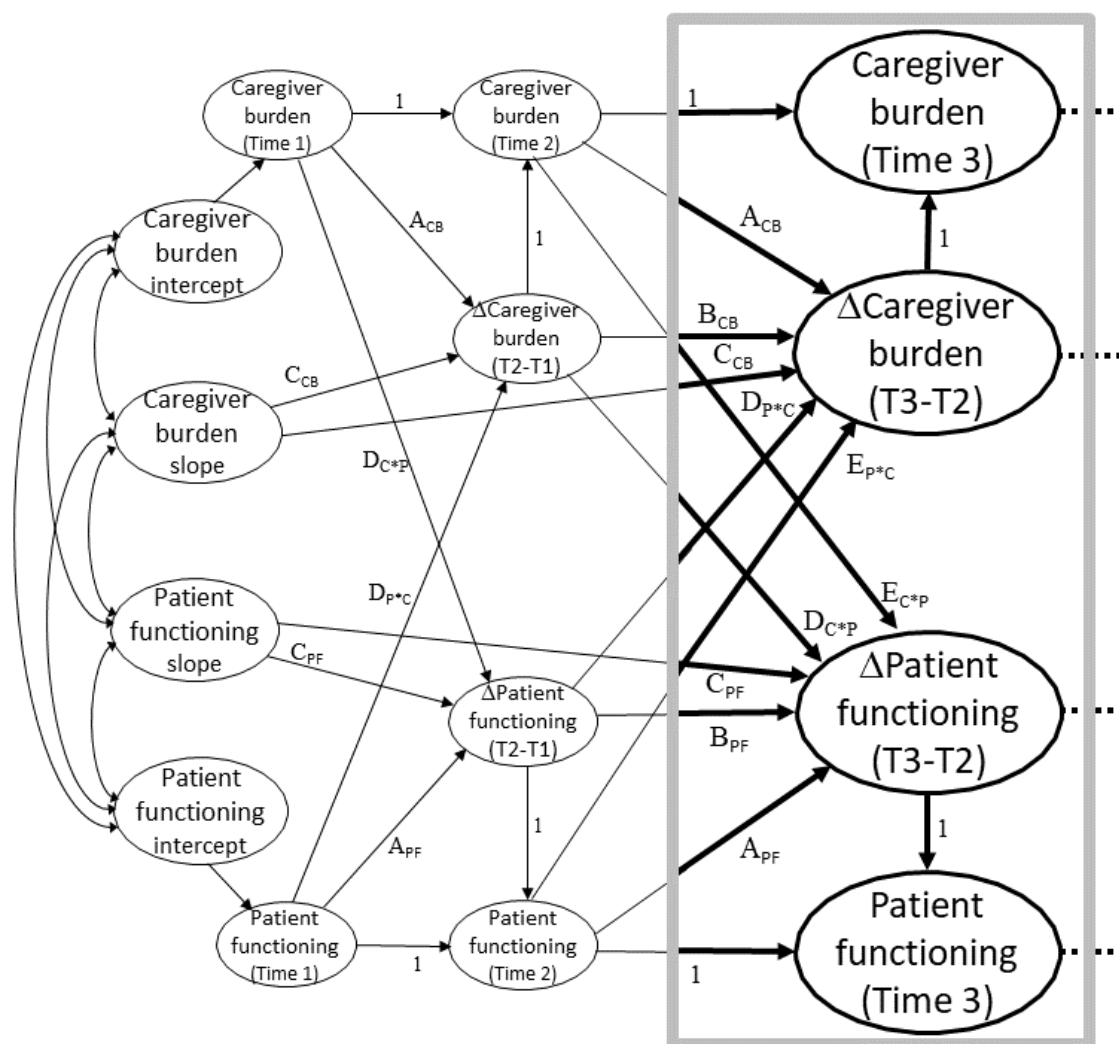 Caregiver
burden
(Time 1)
1
Caregiver
burden
(Time 2)
1
Caregiver
burden
(Time 3)
Caregiver
burden
intercept
A_CB
1
A_CB
1
ΔCaregiver
burden
(T2-T1)
B_CB
C_CB
ΔCaregiver
burden
(T3-T2)
C_CB
Caregiver
burden
slope
D_C*P
D_P*C
E_P*C
Patient
functioning
slope
D_P*C
C_PF
E_C*P
D_C*P
ΔPatient
functioning
(T2-T1)
C_PF
B_PF
ΔPatient
functioning
(T3-T2)
Patient
functioning
intercept
A_PF
1
A_PF
1
Patient
functioning
(Time 1)
1
Patient
functioning
(Time 2)
1
Patient
functioning
(Time 3)